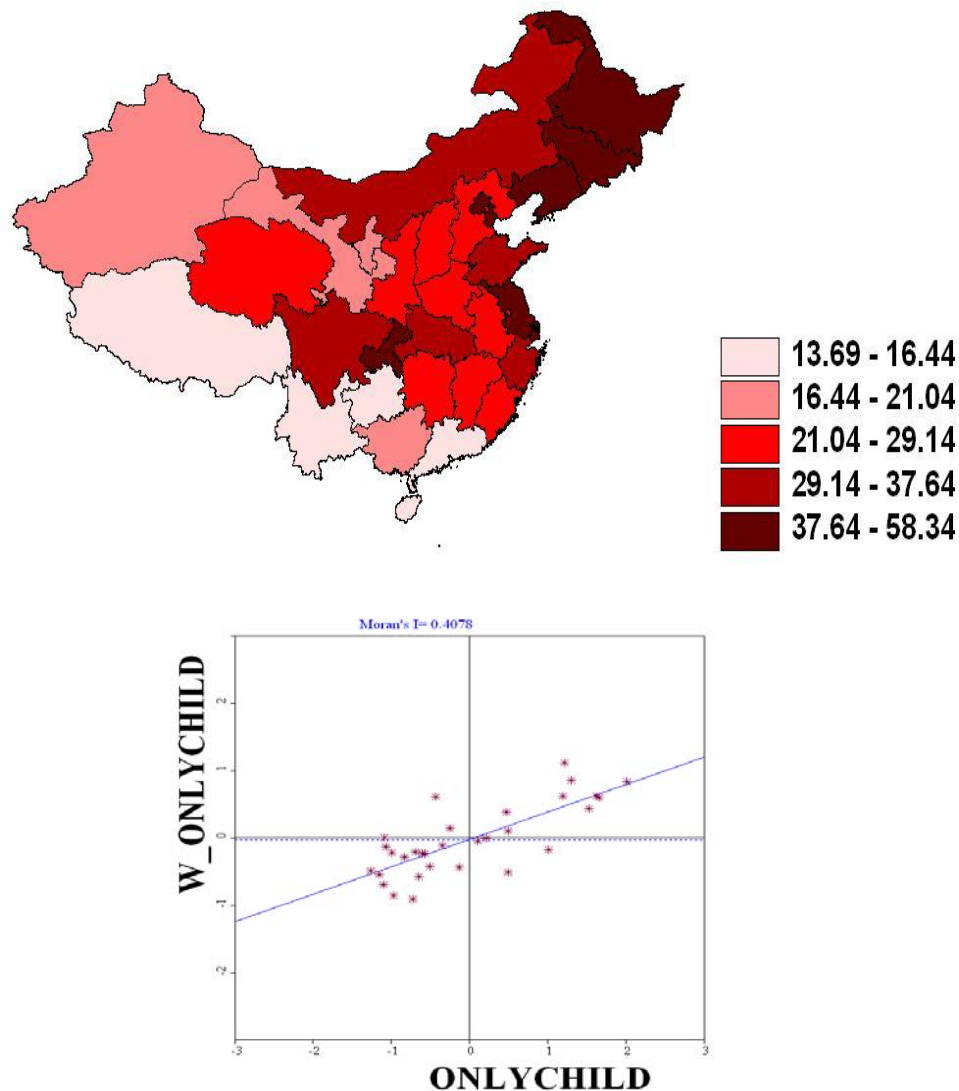 13.69 - 16.44
16.44 - 21.04
21.04 - 29.14
29.14 - 37.64
37.64 - 58.34
Moran's I= 0.4078
W_ONLYCHILD
2
1
0
-1
-2
-3 -2 -1 0 1 2 3
ONLYCHILD